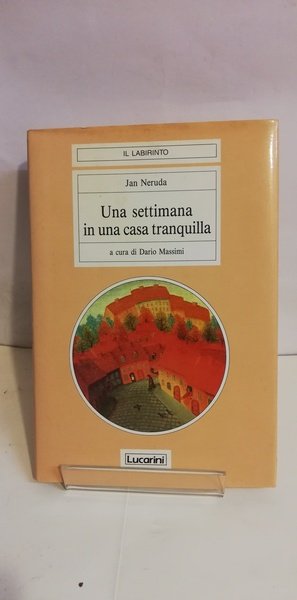 IL LABIRINTO
Jan Neruda
Una settimana
in una casa tranquilla
a cura di Dario Massimi
Lucarini